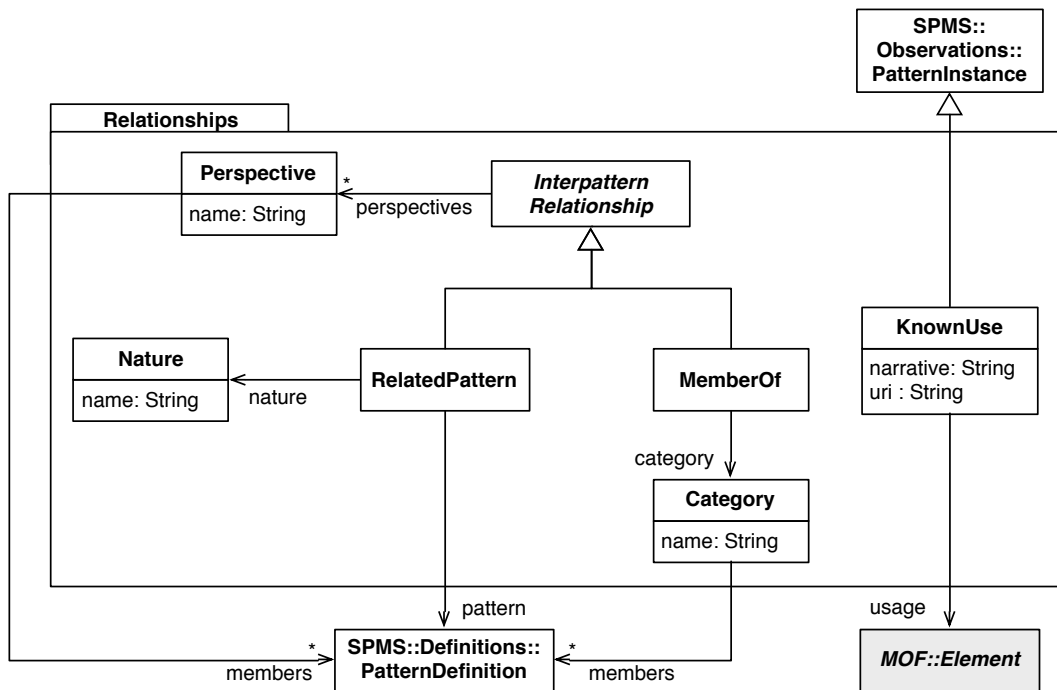 SPMS::
Observations::
PatternInstance
Relationships
Perspective
name: String
*
perspectives
Interpattern
Relationship
Nature
name: String
nature
RelatedPattern
MemberOf
KnownUse
narrative: String
uri : String
category
Category
name: String
pattern
usage
*
members
SPMS::Definitions::
PatternDefinition
*
members
MOF::Element